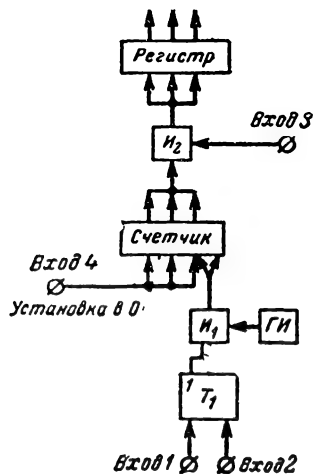 Регистр
И2
Вход 3
Счетчик
Вход 4
Установка в 0
И1
ГИ
1
Т1
Вход 1
Вход 2